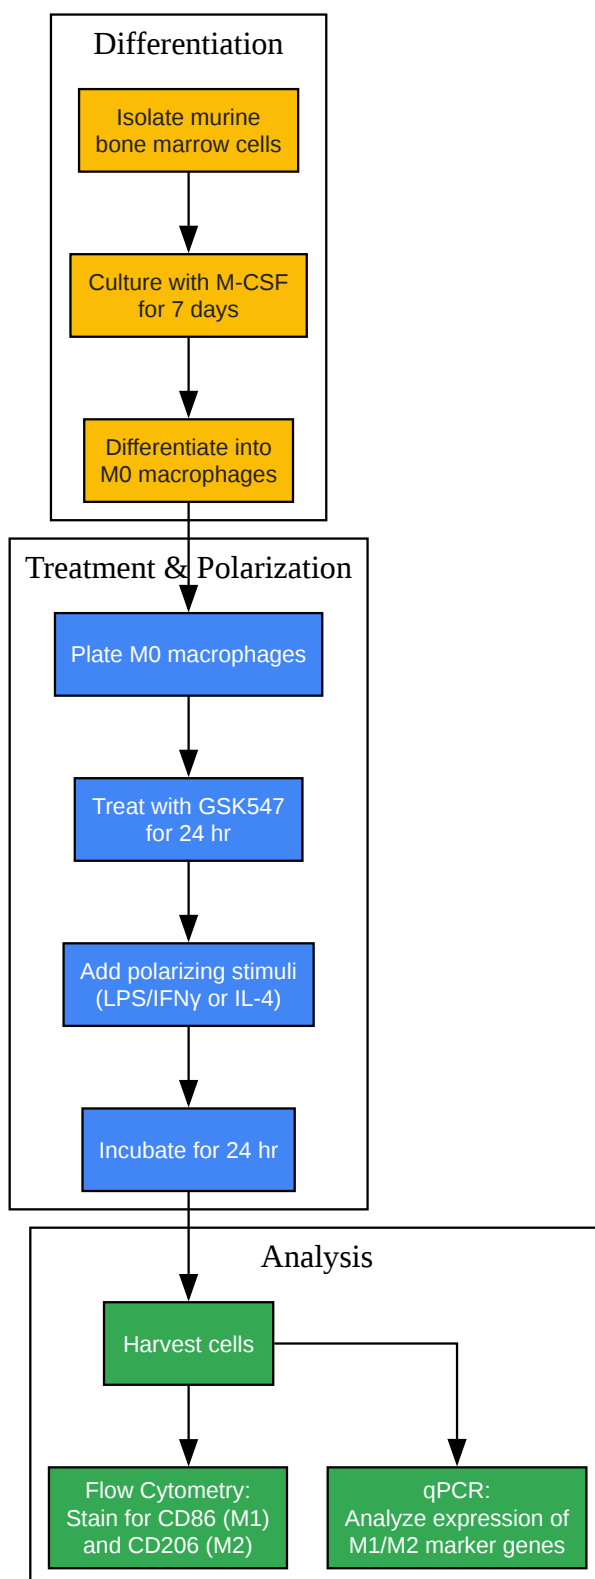 Differentiation
Isolate murine
bone marrow cells
Culture with M-CSF
for 7 days
Differentiate into
M0 macrophages
Treatment & Polarization
Plate M0 macrophages
Treat with GSK547
for 24 hr
Add polarizing stimuli
(LPS/IFNγ or IL-4)
Incubate for 24 hr
Analysis
Harvest cells
Flow Cytometry:
Stain for CD86 (M1)
and CD206 (M2)
qPCR:
Analyze expression of
M1/M2 marker genes